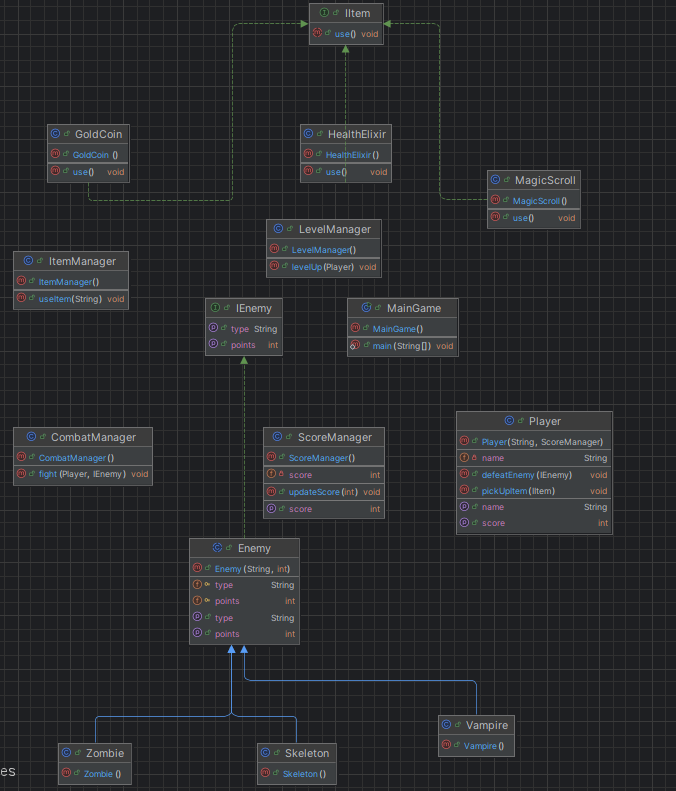 IItem
use() void
GoldCoin
GoldCoin ()
use() void
HealthElixir
HealthElixir()
use() void
MagicScroll
MagicScroll()
use() void
LevelManager
LevelManager()
levelUp(Player) void
ItemManager
ItemManager()
useItem(String) void
IEnemy
type String
points int
MainGame
MainGame()
main(String[]) void
CombatManager
CombatManager()
fight(Player, IEnemy) void
ScoreManager
ScoreManager()
score int
updateScore(int) void
score int
Player
Player(String, ScoreManager)
name String
defeatEnemy(IEnemy) void
pickUpItem(IItem) void
name String
score int
Enemy
Enemy(String, int)
type String
points int
type String
points int
Zombie
Zombie()
Skeleton
Skeleton()
Vampire
Vampire()
es